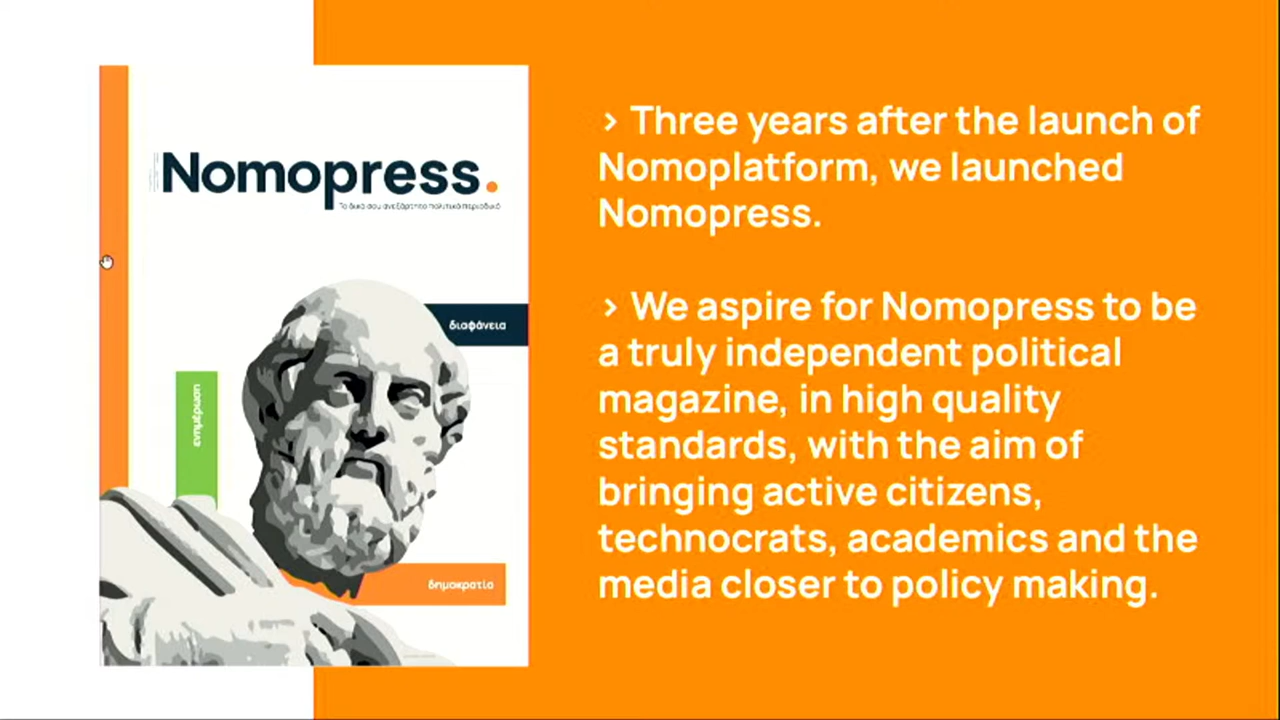 Nomopress.
Το δικό σου ανεξάρτητο πολιτικό περιοδικό
διαφάνεια
ενημέρωση
δημοκρατία
> Three years after the launch of
Nomoplatform, we launched
Nomopress.
> We aspire for Nomopress to be
a truly independent political
magazine, in high quality
standards, with the aim of
bringing active citizens,
technocrats, academics and the
media closer to policy making.